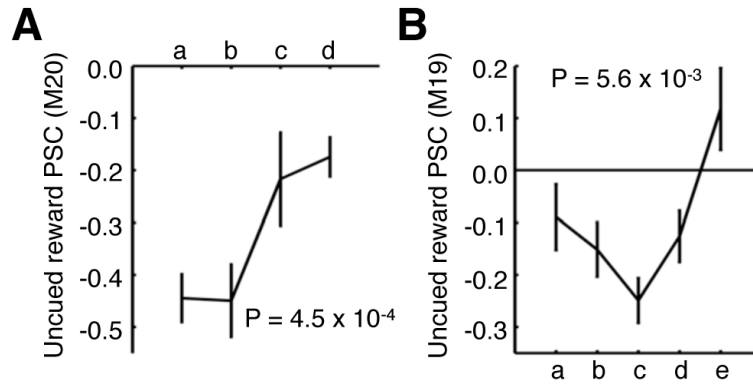 A
Uncued reward PSC (M20)
a b c d
0.0
-0.1
-0.2
-0.3
-0.4
-0.5
P = 4.5 x 10-4
B
Uncued reward PSC (M19)
0.2
0.1
0.0
-0.1
-0.2
-0.3
P = 5.6 x 10-3
a b c d e